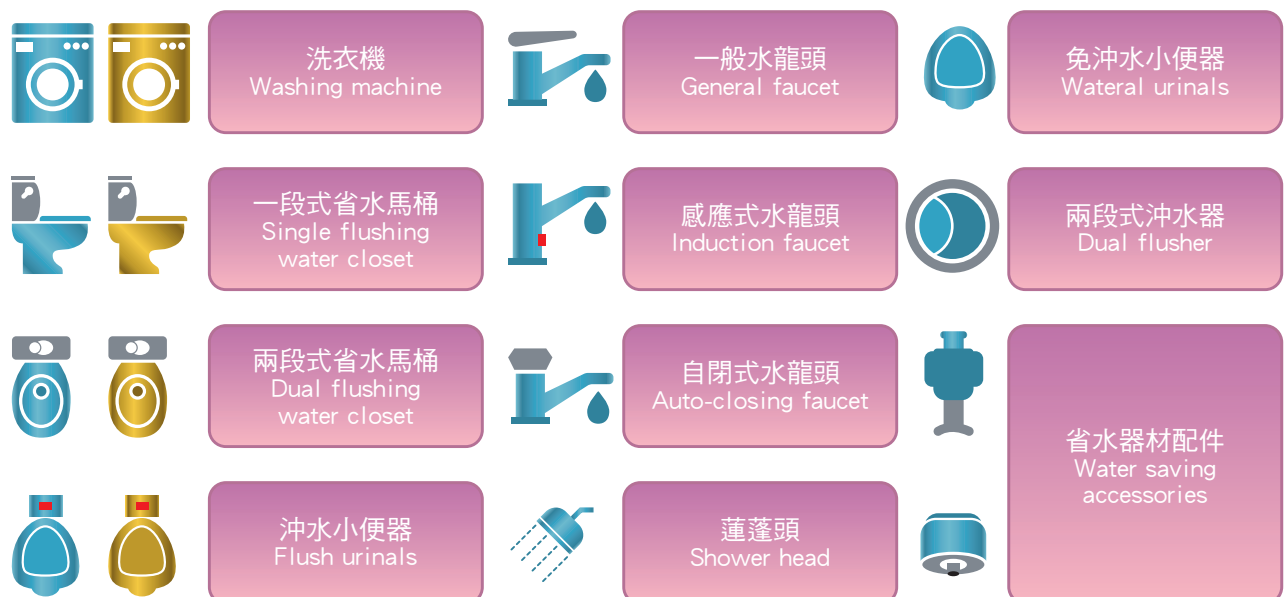 洗衣機
Washing machine
一般水龍頭
General faucet
免沖水小便器
Wateral urinals
一段式省水馬桶
Single flushing
water closet
感應式水龍頭
Induction faucet
兩段式沖水器
Dual flusher
兩段式省水馬桶
Dual flushing
water closet
自閉式水龍頭
Auto-closing faucet
省水器材配件
Water saving
accessories
沖水小便器
Flush urinals
蓮蓬頭
Shower head